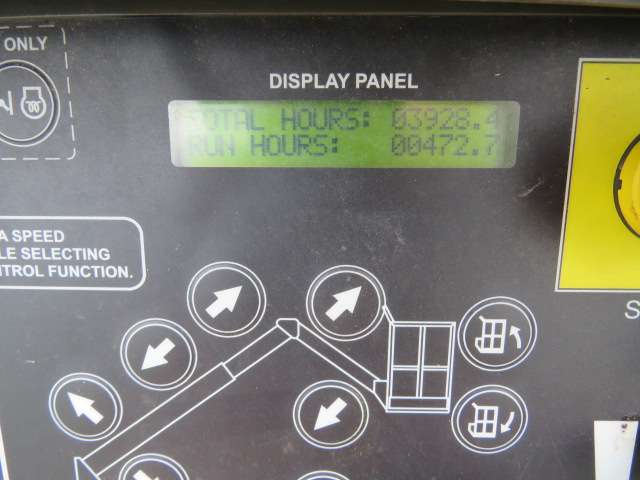 ONLY
DISPLAY PANEL
TOTAL HOURS: 03928.4
RUN HOURS: 00472.7
A SPEED
LE SELECTING
NTROL FUNCTION.
S